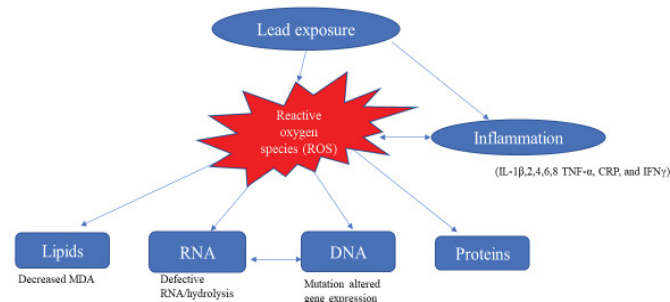 Lead exposure
Reactive
oxygen
species (ROS)
Inflammation
(IL-1β,2,4,6,8 TNF-α, CRP, and IFNγ)
Lipids
RNA
DNA
Proteins
Decreased MDA
Defective
RNA/hydrolysis
Mutation altered
gene expression